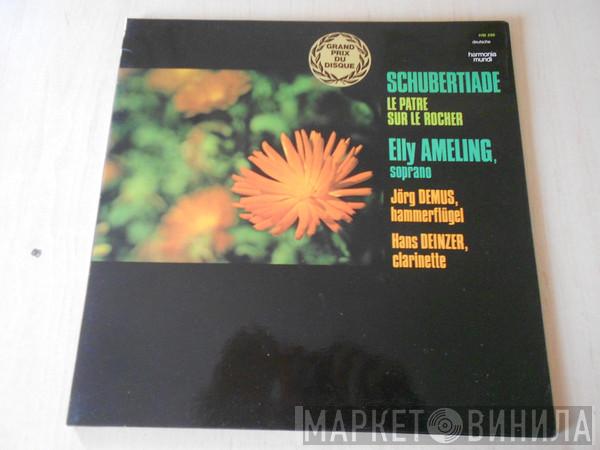 GRAND
PRIX
DU
DISQUE
deutsche
harmonia
mundi
SCHUBERTIADE
LE PATRE
SUR LE ROCHER
Elly AMELING,
soprano
Jörg DEMUS,
hammerflügel
Hans DEINZER,
clarinette
МАРКЕТ ВИНИЛА